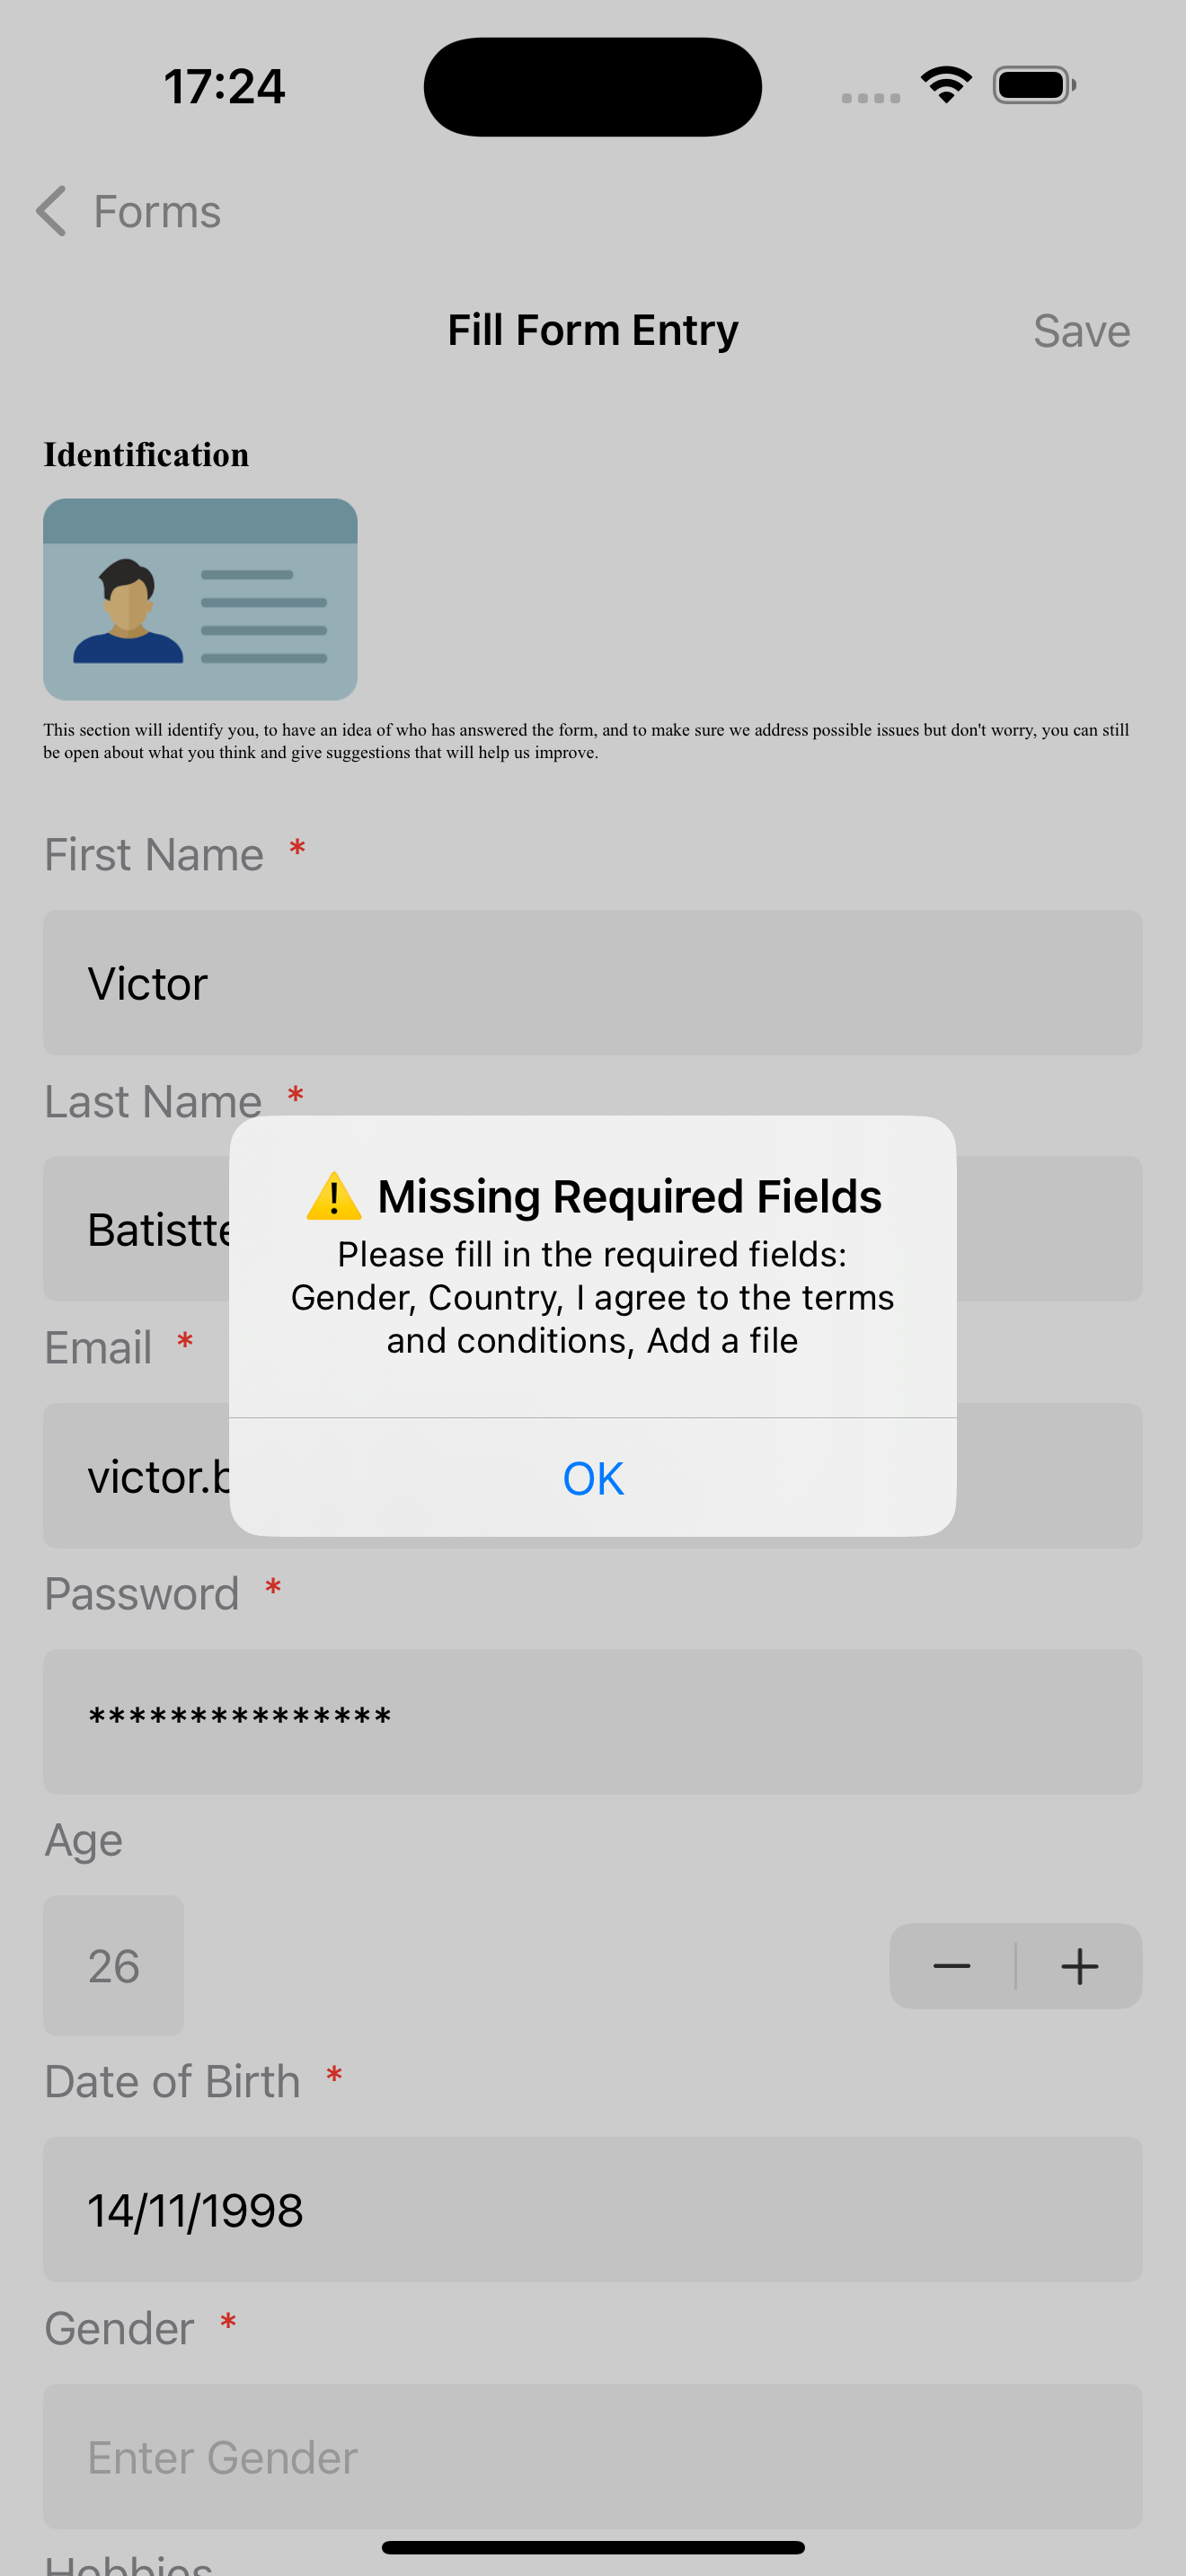 17:24
Forms
Fill Form Entry
Save
Identification
This section will identify you, to have an idea of who has answered the form, and to make sure we address possible issues but don't worry, you can still
be open about what you think and give suggestions that will help us improve.
First Name *
Victor
Last Name *
⚠️ Missing Required Fields
Please fill in the required fields:
Gender, Country, I agree to the terms
and conditions, Add a file
OK
Email *
Password *
***************
Age
26
Date of Birth *
14/11/1998
Gender *
Enter Gender
Hobbies